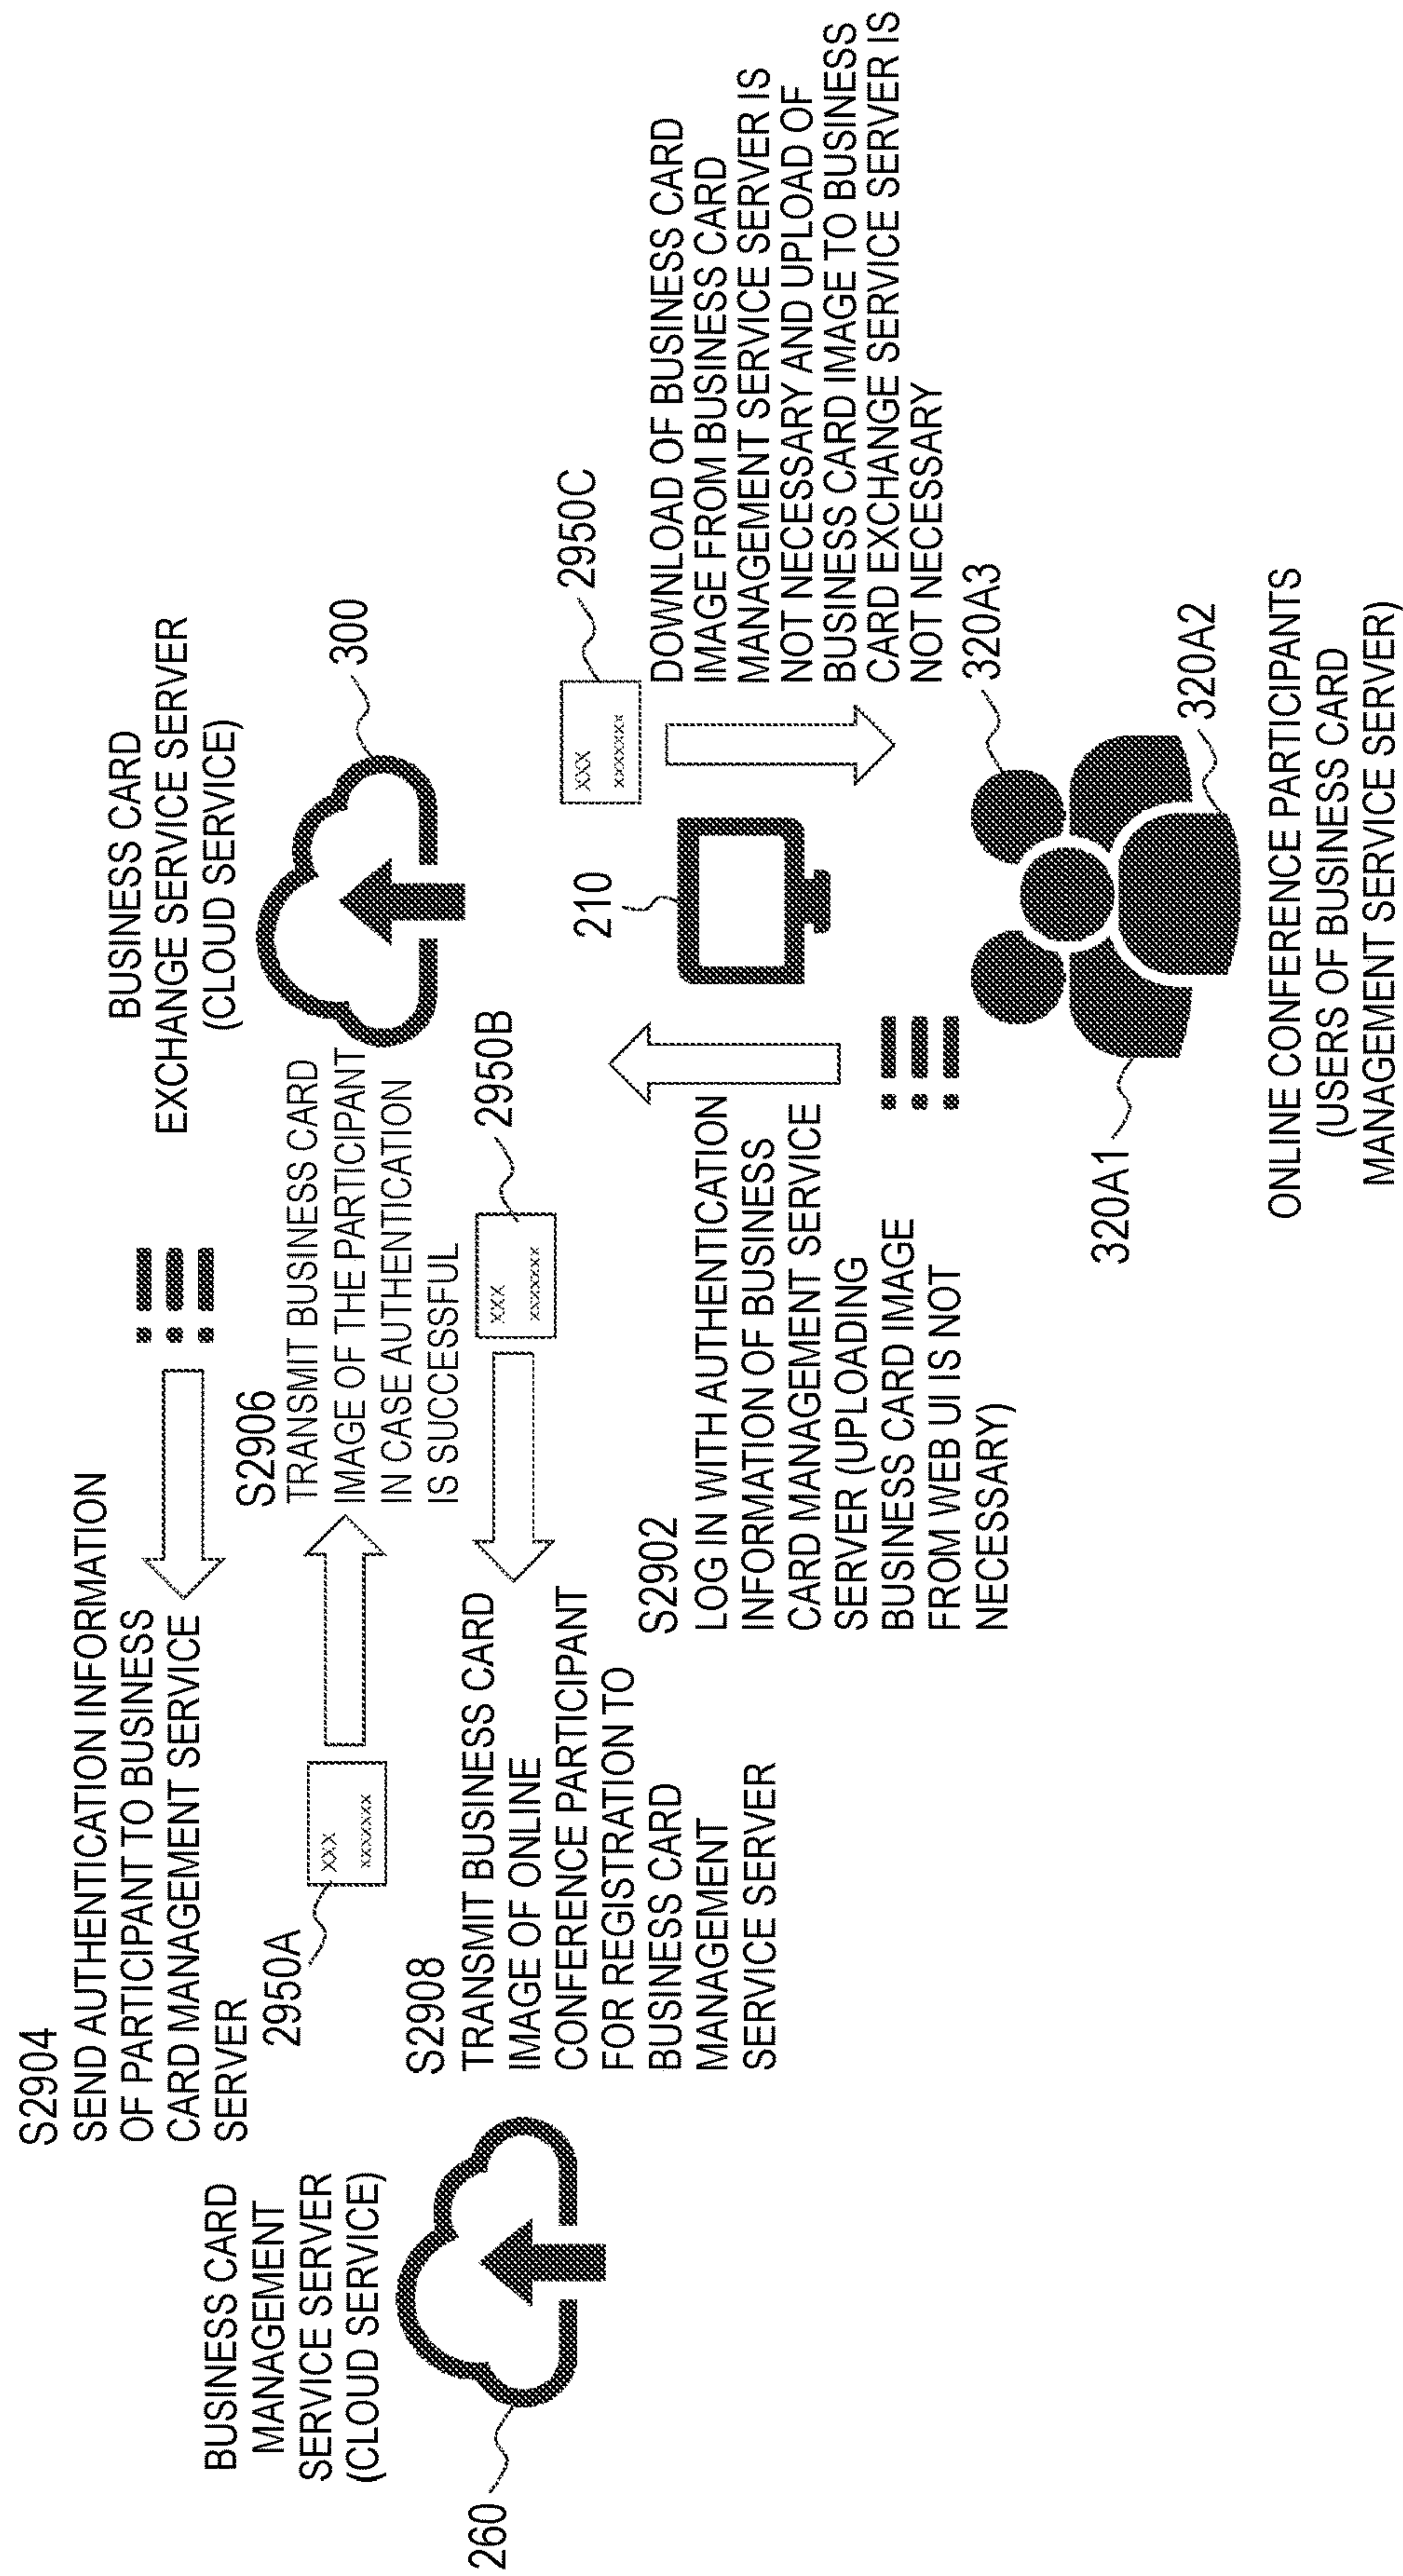 S2904
SEND AUTHENTICATION INFORMATION
OF PARTICIPANT TO BUSINESS
CARD MANAGEMENT SERVICE
SERVER
BUSINESS CARD
EXCHANGE SERVICE SERVER
(CLOUD SERVICE)
300
BUSINESS CARD
MANAGEMENT
SERVICE SERVER
(CLOUD SERVICE)
260
2950A
XXX
XXXXXXX
S2906
TRANSMIT BUSINESS CARD
IMAGE OF THE PARTICIPANT
IN CASE AUTHENTICATION
IS SUCCESSFUL
S2908
TRANSMIT BUSINESS CARD
IMAGE OF ONLINE
CONFERENCE PARTICIPANT
FOR REGISTRATION TO
BUSINESS CARD
MANAGEMENT
SERVICE SERVER
2950B
XXX
XXXXXXX
2950C
XXX
XXXXXXX
210
S2902
LOG IN WITH AUTHENTICATION
INFORMATION OF BUSINESS
CARD MANAGEMENT SERVICE
SERVER (UPLOADING
BUSINESS CARD IMAGE
FROM WEB UI IS NOT
NECESSARY)
DOWNLOAD OF BUSINESS CARD
IMAGE FROM BUSINESS CARD
MANAGEMENT SERVICE SERVER IS
NOT NECESSARY AND UPLOAD OF
BUSINESS CARD IMAGE TO BUSINESS
CARD EXCHANGE SERVICE SERVER IS
NOT NECESSARY
320A3
320A1
320A2
ONLINE CONFERENCE PARTICIPANTS
(USERS OF BUSINESS CARD
MANAGEMENT SERVICE SERVER)